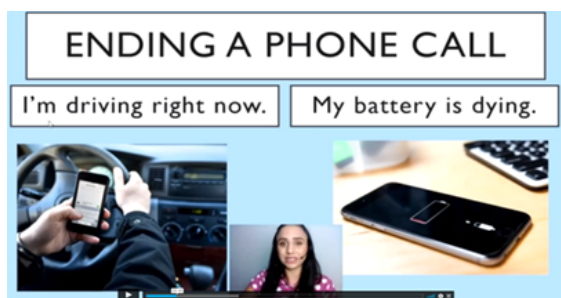 ENDING A PHONE CALL
I'm driving right now.
My battery is dying.